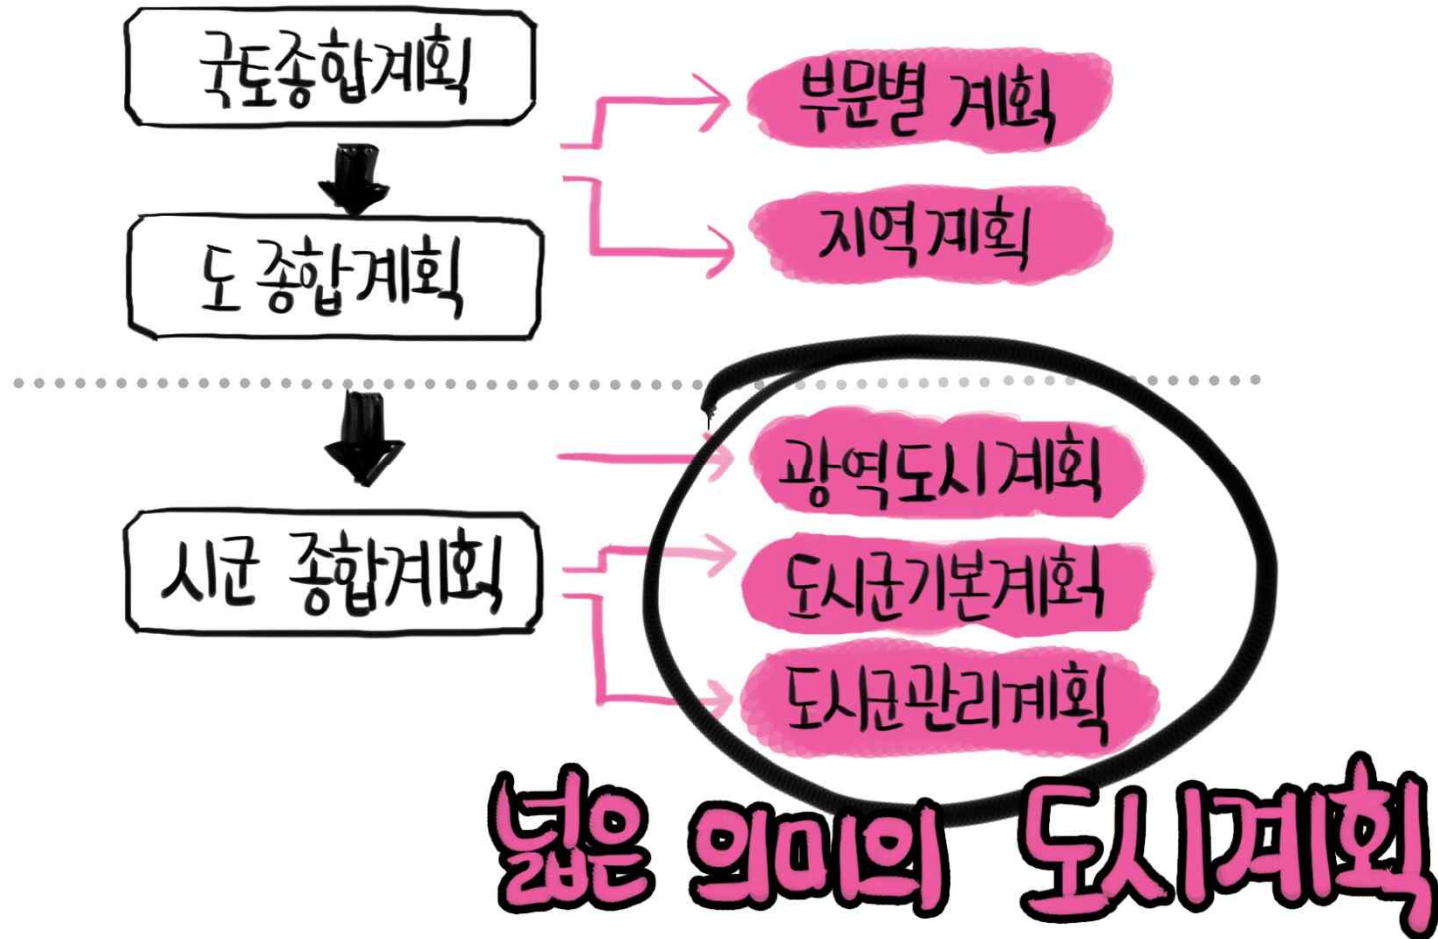 국토종합계획
부문별 계획
지역계획
도 종합계획
광역도시계획
시군 종합계획
도시군기본계획
도시군관리계획
넓은 의미의 도시계획